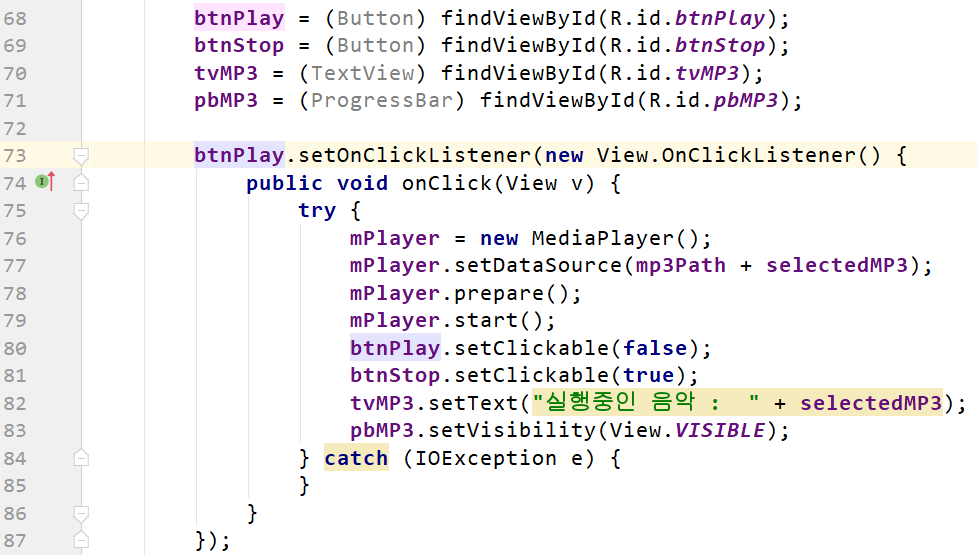 68 btnPlay = (Button) findViewById(R.id.btnPlay);
69 btnStop = (Button) findViewById(R.id.btnStop);
70 tvMP3 = (TextView) findViewById(R.id.tvMP3);
71 pbMP3 = (ProgressBar) findViewById(R.id.pbMP3);
72
73 btnPlay.setOnClickListener(new View.OnClickListener() {
74 I public void onClick(View v) {
75 try {
76 mPlayer = new MediaPlayer();
77 mPlayer.setDataSource(mp3Path + selectedMP3);
78 mPlayer.prepare();
79 mPlayer.start();
80 btnPlay.setClickable(false);
81 btnStop.setClickable(true);
82 tvMP3.setText("실행중인 음악 :  " + selectedMP3);
83 pbMP3.setVisibility(View.VISIBLE);
84 } catch (IOException e) {
85 }
86 }
87 });